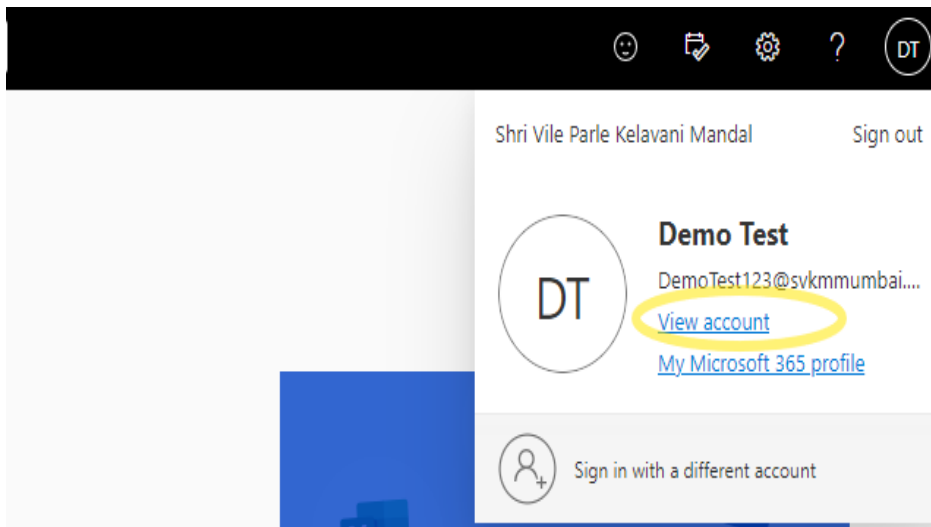 DT
Shri Vile Parle Kelavani Mandal Sign out
DT
Demo Test
DemoTest123@svkmmumbai....
View account
My Microsoft 365 profile
Sign in with a different account